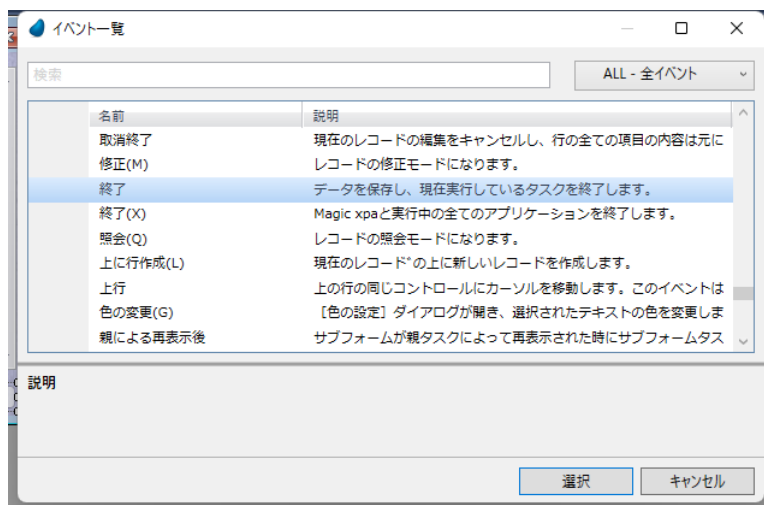 イベント一覧
検索
ALL - 全イベント
名前 説明
取消終了 現在のレコードの編集をキャンセルし、行の全ての項目の内容は元に
修正(M) レコードの修正モードになります。
終了 データを保存し、現在実行しているタスクを終了します。
終了(X) Magic xpaと実行中の全てのアプリケーションを終了します。
照会(Q) レコードの照会モードになります。
上に行作成(L) 現在のレコード゛の上に新しいレコードを作成します。
上行 上の行の同じコントロールにカーソルを移動します。このイベントは
色の変更(G) ［色の設定］ダイアログが開き、選択されたテキストの色を変更しま
親による再表示後 サブフォームが親タスクによって再表示された時にサブフォームタス
説明
選択 キャンセル